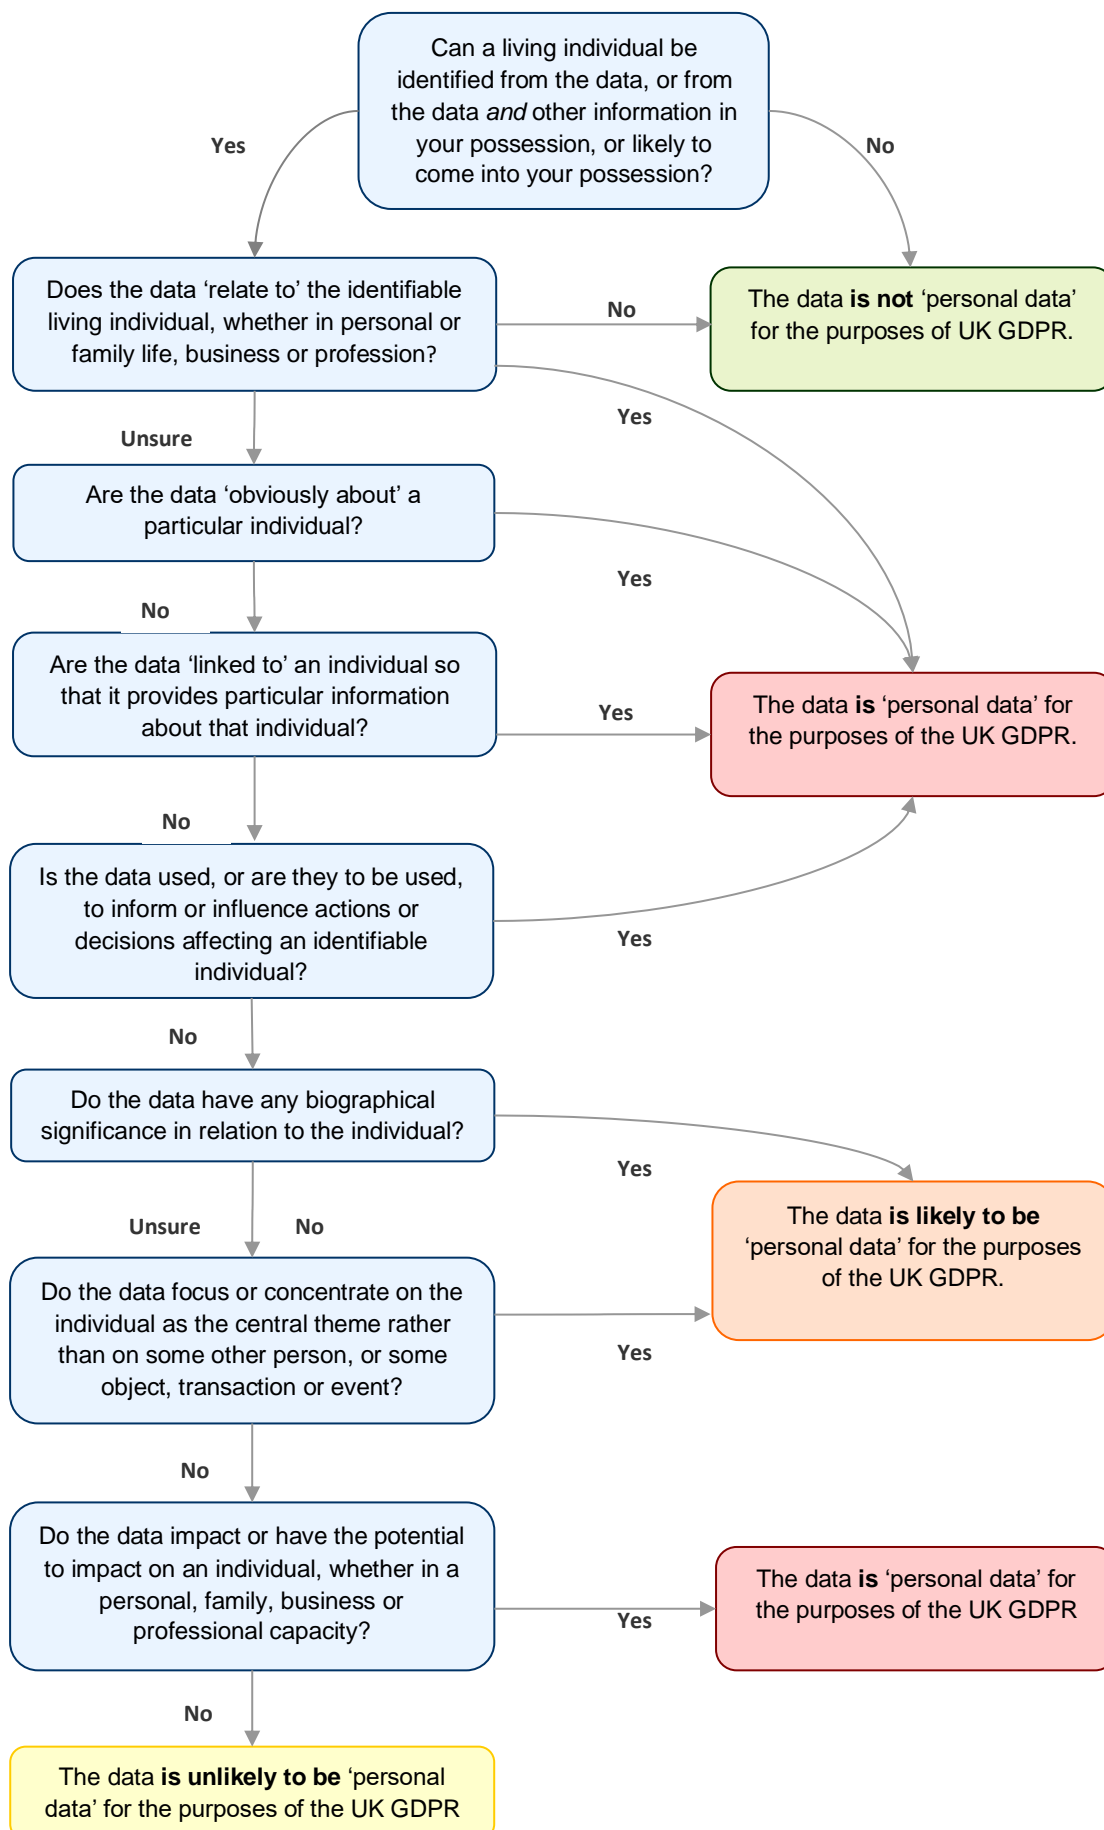 Can a living individual be
identified from the data, or from
the data and other information in
your possession, or likely to
come into your possession?
Yes
No
Does the data ‘relate to’ the identifiable
living individual, whether in personal or
family life, business or profession?
No
The data is not ‘personal data’
for the purposes of UK GDPR.
Yes
Unsure
Are the data ‘obviously about’ a
particular individual?
Yes
No
Are the data ‘linked to’ an individual so
that it provides particular information
about that individual?
Yes
The data is ‘personal data’ for
the purposes of the UK GDPR.
No
Is the data used, or are they to be used,
to inform or influence actions or
decisions affecting an identifiable
individual?
Yes
No
Do the data have any biographical
significance in relation to the individual?
Yes
The data is likely to be
‘personal data’ for the purposes
of the UK GDPR.
Unsure
No
Do the data focus or concentrate on the
individual as the central theme rather
than on some other person, or some
object, transaction or event?
Yes
No
Do the data impact or have the potential
to impact on an individual, whether in a
personal, family, business or
professional capacity?
Yes
The data is ‘personal data’ for
the purposes of the UK GDPR
No
The data is unlikely to be ‘personal
data’ for the purposes of the UK GDPR